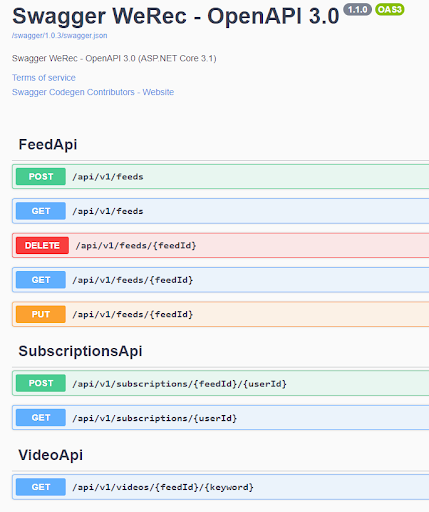 Swagger WeRec - OpenAPI 3.0 1.1.0 OAS3
/swagger/1.0.3/swagger.json
Swagger WeRec - OpenAPI 3.0 (ASP.NET Core 3.1)
Terms of service
Swagger Codegen Contributors - Website
FeedApi
POST /api/v1/feeds
GET /api/v1/feeds
DELETE /api/v1/feeds/{feedId}
GET /api/v1/feeds/{feedId}
PUT /api/v1/feeds/{feedId}
SubscriptionsApi
POST /api/v1/subscriptions/{feedId}/{userId}
GET /api/v1/subscriptions/{userId}
VideoApi
GET /api/v1/videos/{feedId}/{keyword}